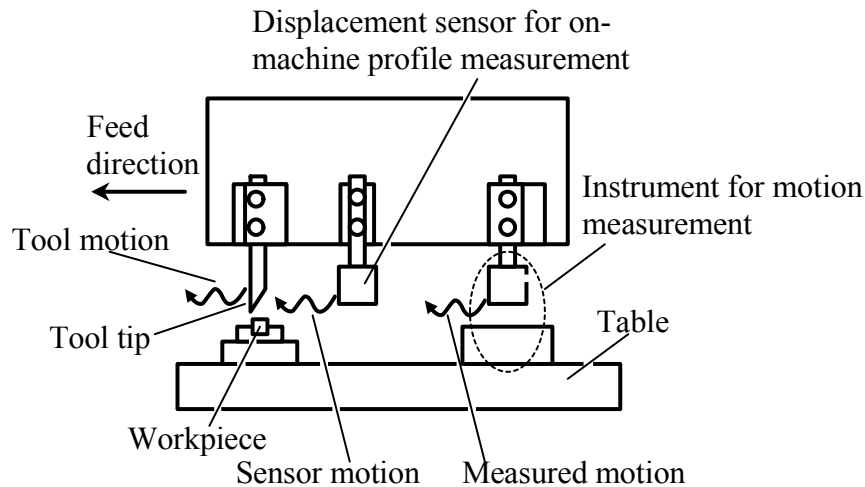 Displacement sensor for on-
machine profile measurement
Feed
direction
Instrument for motion
measurement
Tool motion
Tool tip
Table
Workpiece
Sensor motion
Measured motion